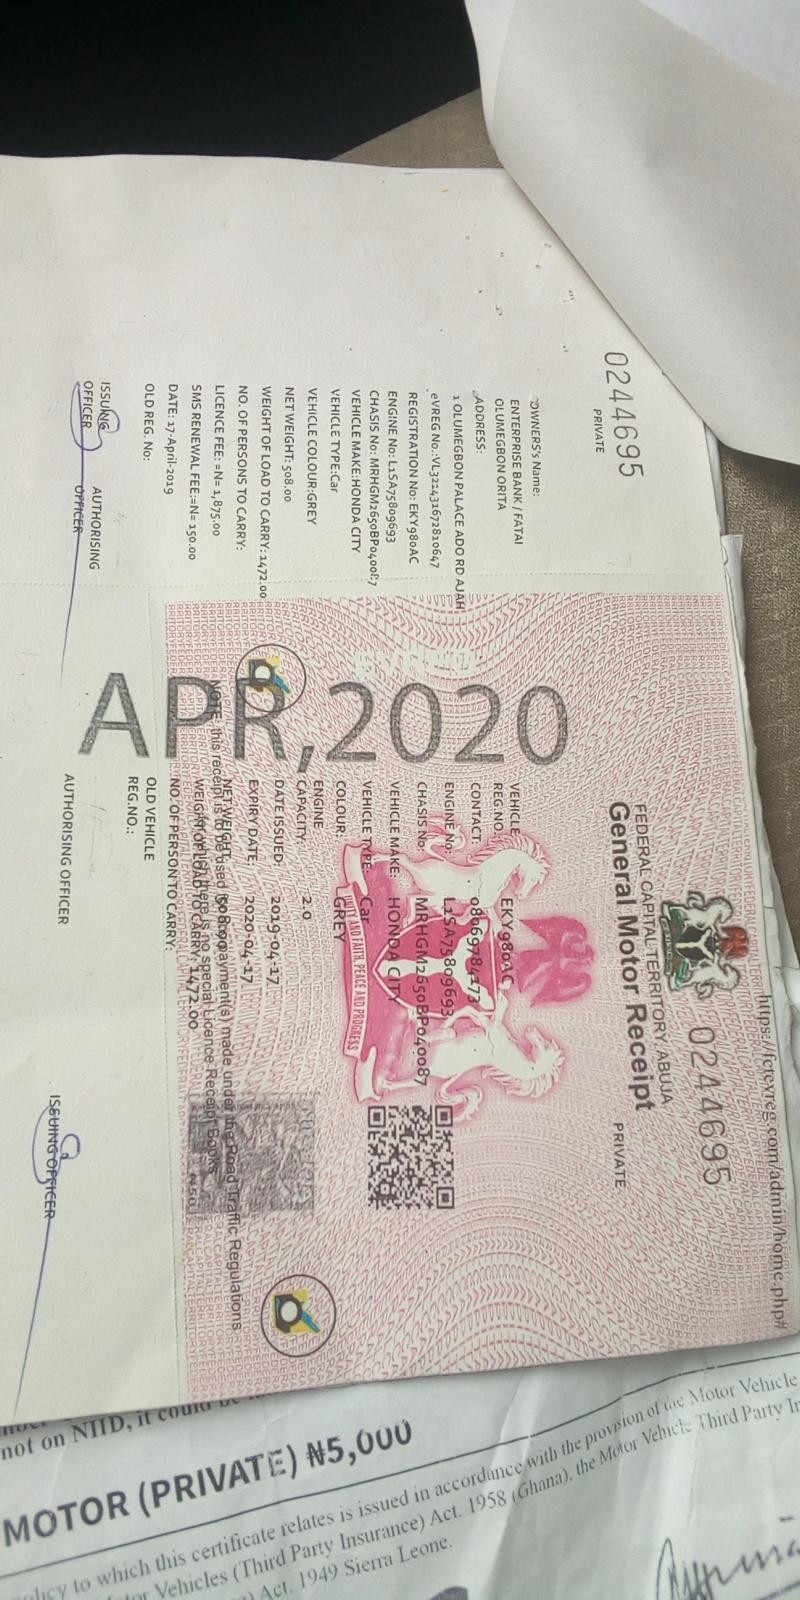 0244695
PRIVATE
OWNERS's Name:
ENTERPRISE BANK / FATAI
OLUMEGBON ORITA
ADDRESS:
1 OLUMEGBON PALACE ADO RD AJAH
eVREG No.:VL32-43167281o647
REGISTRATION No: EKY980AC
ENGINE No: L15A75809693
CHASIS No: MRHGM2650BP040087
VEHICLE MAKE:HONDA CITY
VEHICLE TYPE:Car
VEHICLE COLOUR:GREY
NET WEIGHT: 508.00
WEIGHT OF LOAD TO CARRY: 1472.00
NO. OF PERSONS TO CARRY:
LICENCE FEE: =N= 1,875.00
SMS RENEWAL FEE:=N= 150.00
DATE: 17-April-2019
OLD REG. No:
ISSUING OFFICER
AUTHORISING OFFICER
https://fctevreg.com/admin/home.php#
0244695
FEDERAL CAPITAL TERRITORY ABUJA
General Motor Receipt
PRIVATE
APR,2020
VEHICLE REG.NO.: EKY980AC
CONTACT:
ENGINE No: L15A75809693
CHASIS No: MRHGM2650BP040087
VEHICLE MAKE: HONDA CITY
VEHICLE TYPE: Car
COLOUR: GREY
UNITY AND FAITH, PEACE AND PROGRESS
ENGINE CAPACITY: 2.0
DATE ISSUED: 2019-04-17
EXPIRY DATE: 2020-04-17
NET WEIGHT: 508.00
NOTE: this receipt is to be used for payment(s) made under the Road Traffic Regulations
for which there is no special Licence Receipt Books
WEIGHT OF LOAD TO CARRY: 1472.00
NO. OF PERSON TO CARRY:
OLD VEHICLE REG.NO.:
AUTHORISING OFFICER
ISSUING OFFICER
not on NIID, it could be
MOTOR (PRIVATE) ₦5,000
policy to which this certificate relates is issued in accordance with the provision of the Motor Vehicle
Vehicles (Third Party Insurance) Act. 1958 (Ghana), the Motor Vehicle Third Party
Act. 1949 Sierra Leone.